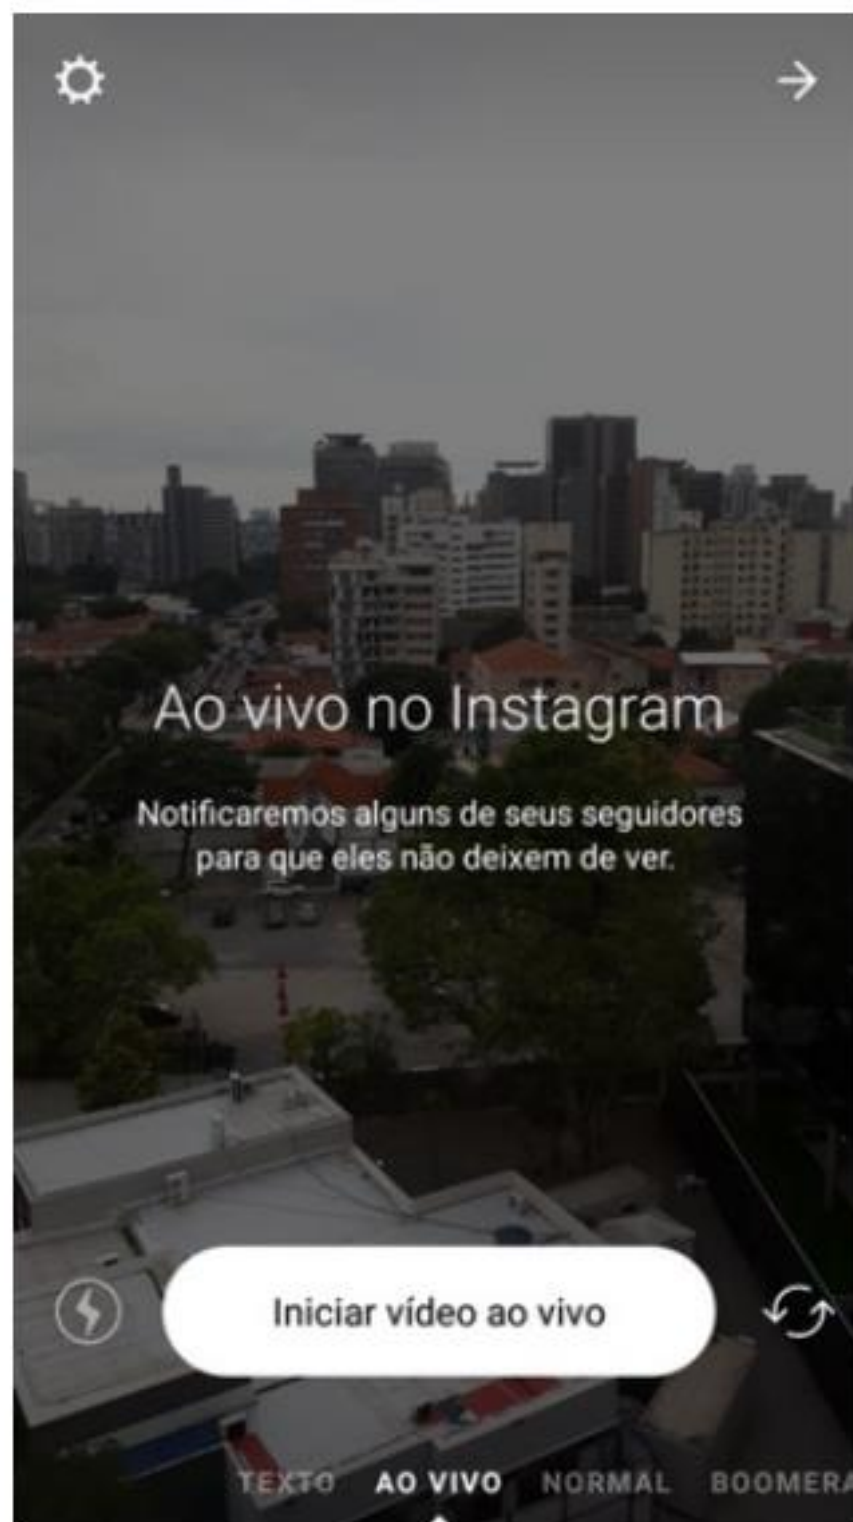 Ao vivo no Instagram
Notificaremos alguns de seus seguidores
para que eles não deixem de ver.
Iniciar vídeo ao vivo
TEXTO AO VIVO NORMAL BOOMERA